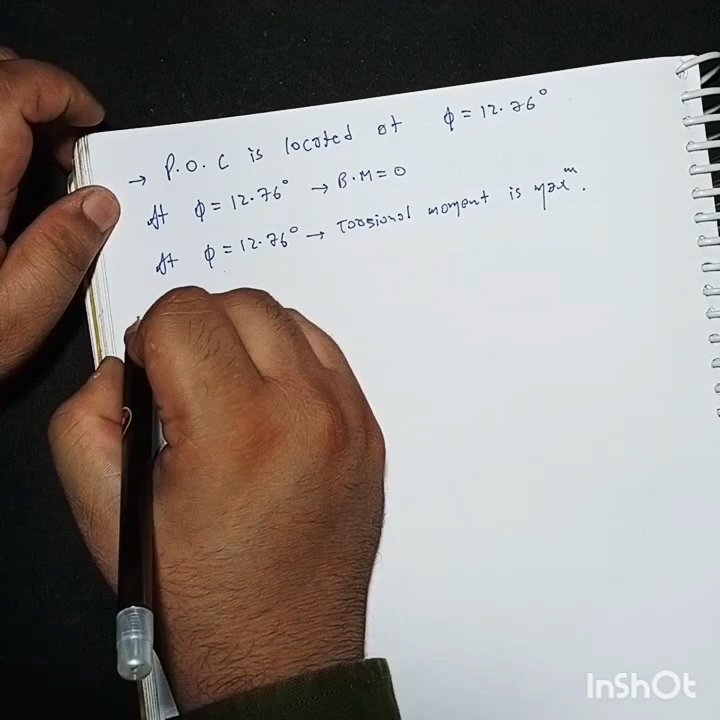 → P.O.C is located at ϕ = 12.76°
At ϕ = 12.76° → B.M = 0
At ϕ = 12.76° → Torsional moment is maxᵐ.
InShOt